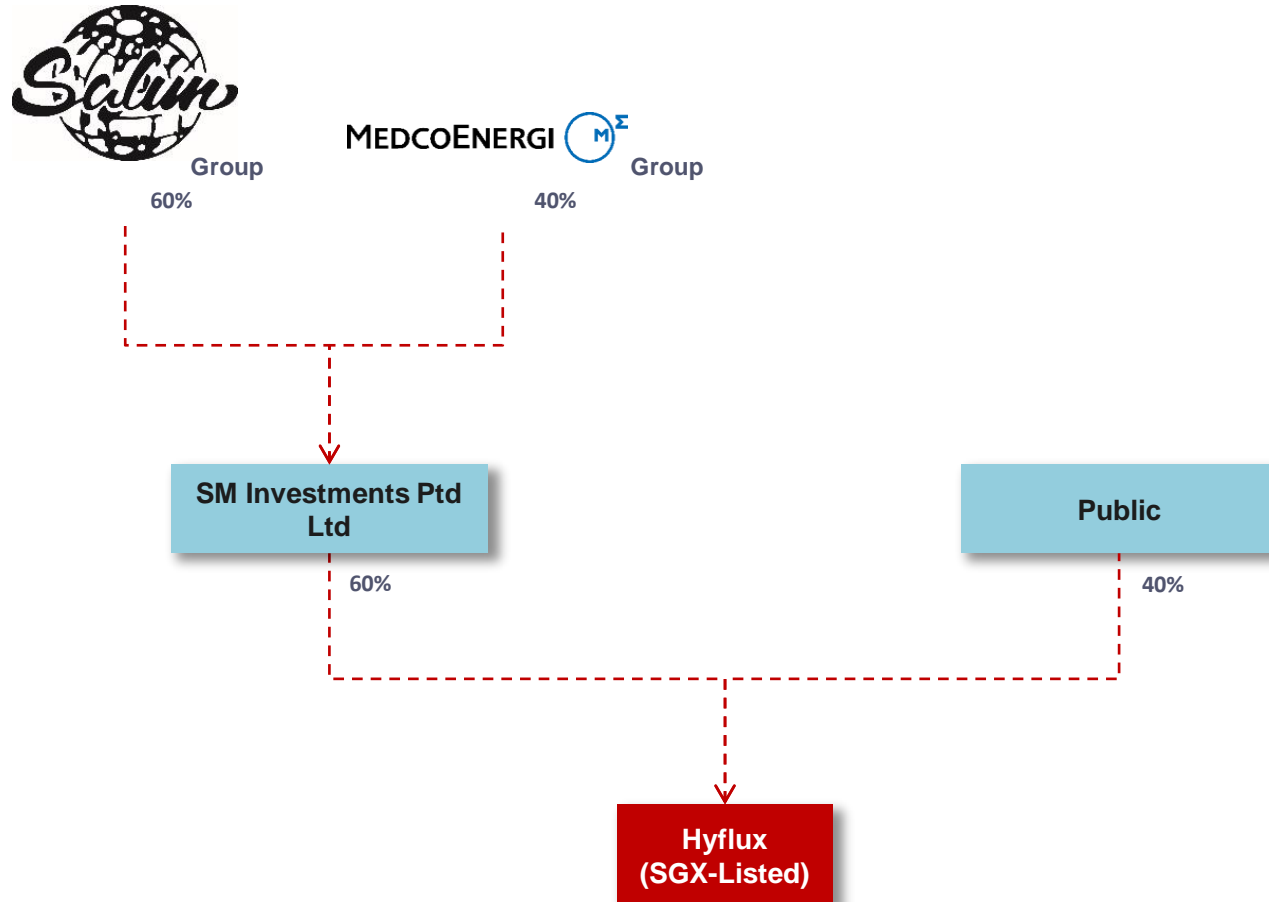 Salim
Group
60%
MEDCOENERGI
M
Σ
Group
40%
SM Investments Ptd
Ltd
Public
60%
40%
Hyflux
(SGX-Listed)